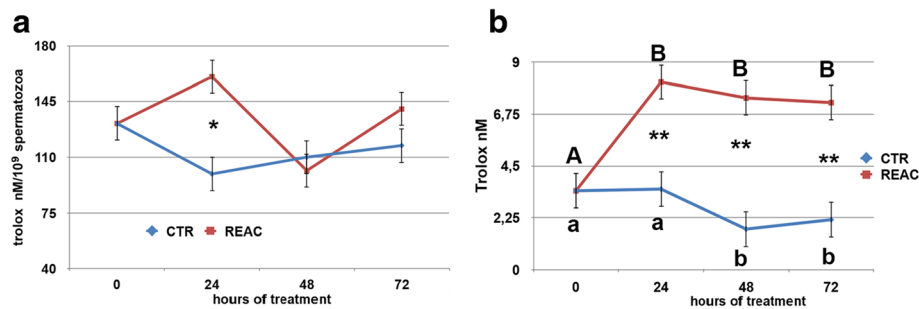 a
180
145
110
75
40
trolox nM/10⁹ spermatozoa
*
CTR REAC
0 24 48 72
hours of treatment
b
9
6,75
4,5
2,25
0
Trolox nM
B B B
A
** ** **
a a
b b
CTR
REAC
0 24 48 72
hours of treatment